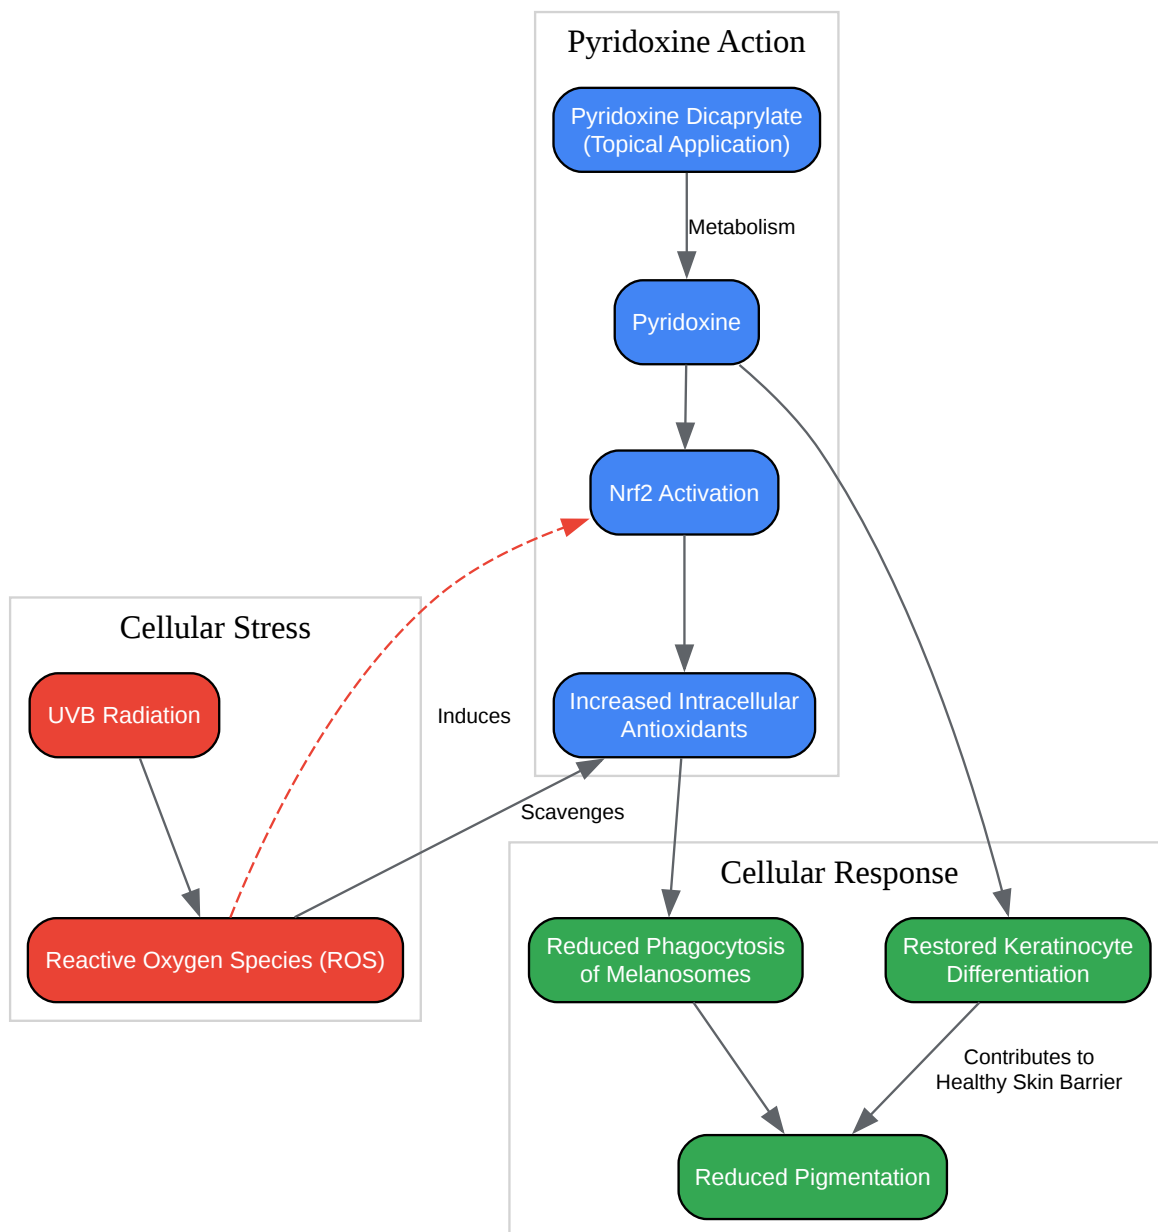 Pyridoxine Action
Pyridoxine Dicaprylate
(Topical Application)
Metabolism
Pyridoxine
Nrf2 Activation
Cellular Stress
UVB Radiation
Induces
Increased Intracellular
Antioxidants
Scavenges
Cellular Response
Reactive Oxygen Species (ROS)
Reduced Phagocytosis
of Melanosomes
Restored Keratinocyte
Differentiation
Contributes to
Healthy Skin Barrier
Reduced Pigmentation